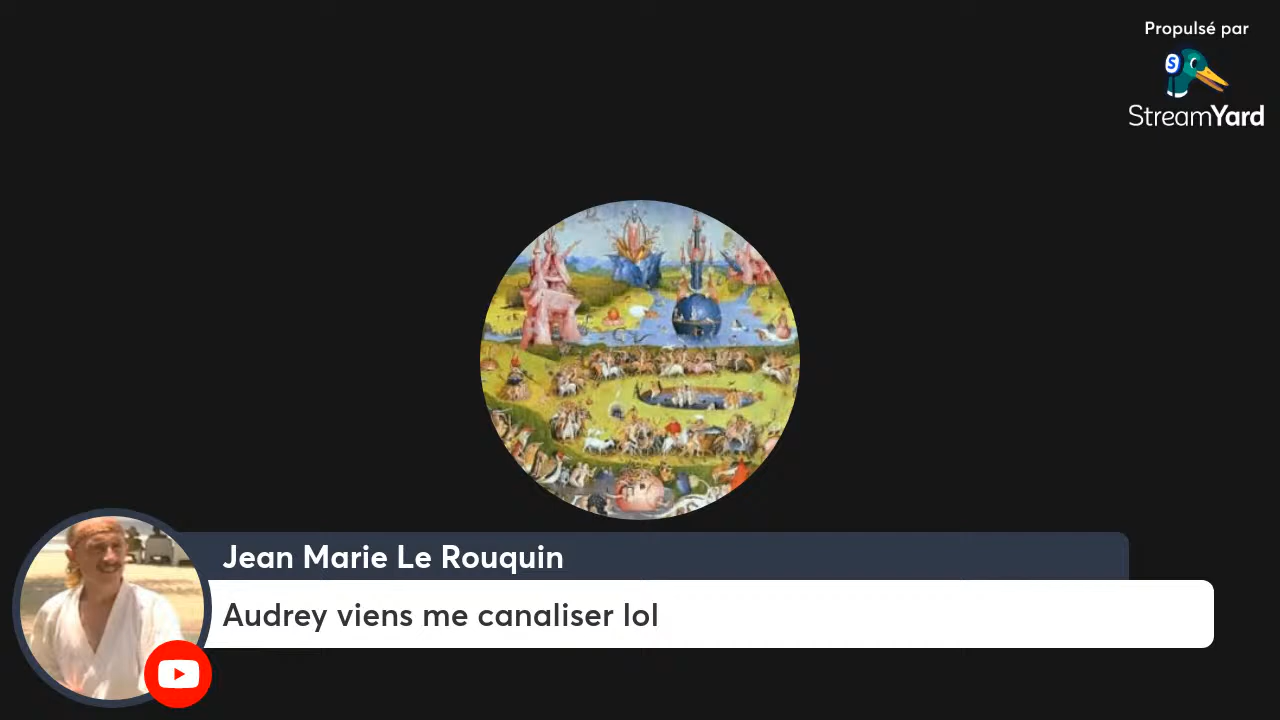 Propulsé par
S
StreamYard
Jean Marie Le Rouquin
Audrey viens me canaliser lol